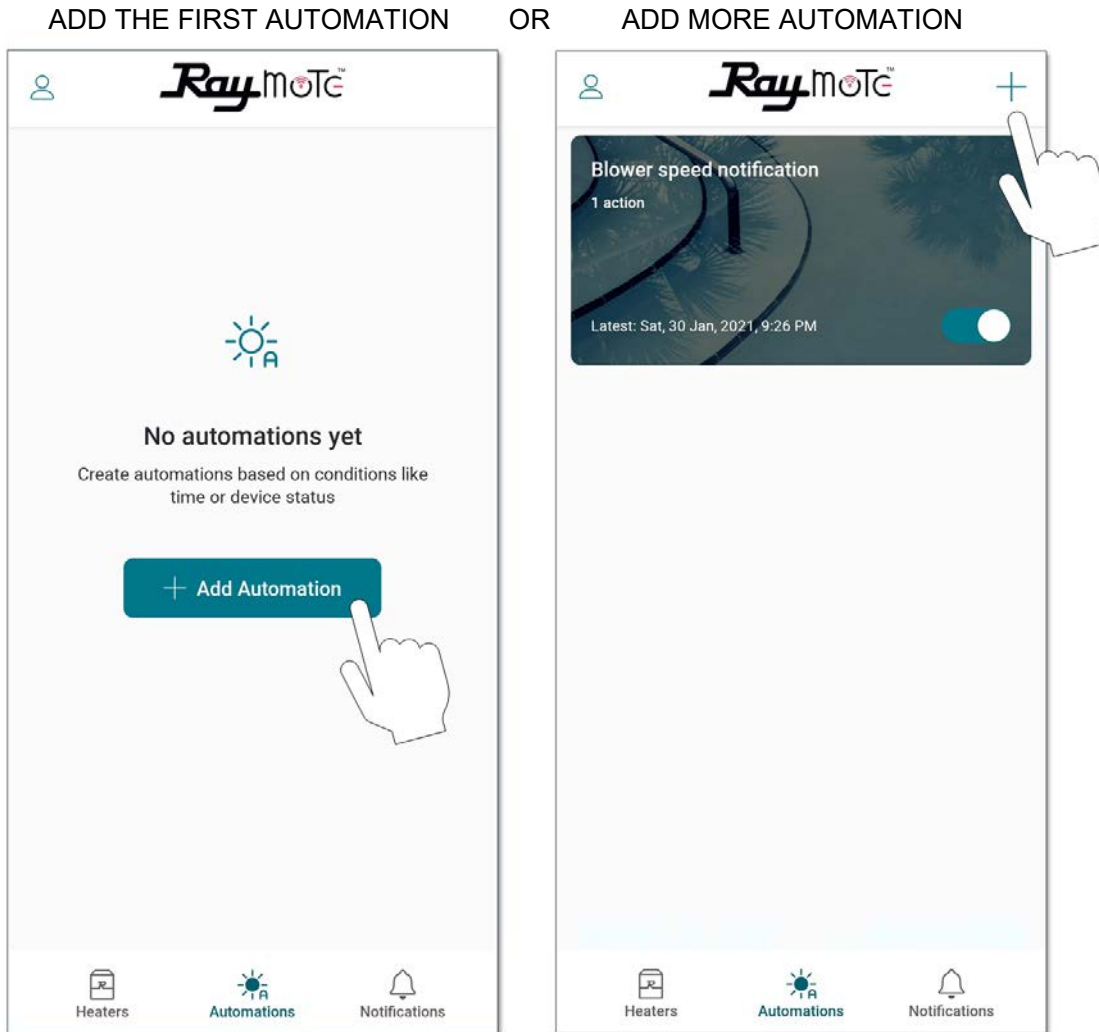 ADD THE FIRST AUTOMATION OR ADD MORE AUTOMATION
RayMoTe™
No automations yet
Create automations based on conditions like
time or device status
+ Add Automation
Heaters
Automations
Notifications
RayMoTe™
+
Blower speed notification
1 action
Latest: Sat, 30 Jan, 2021, 9:26 PM
Heaters
Automations
Notifications